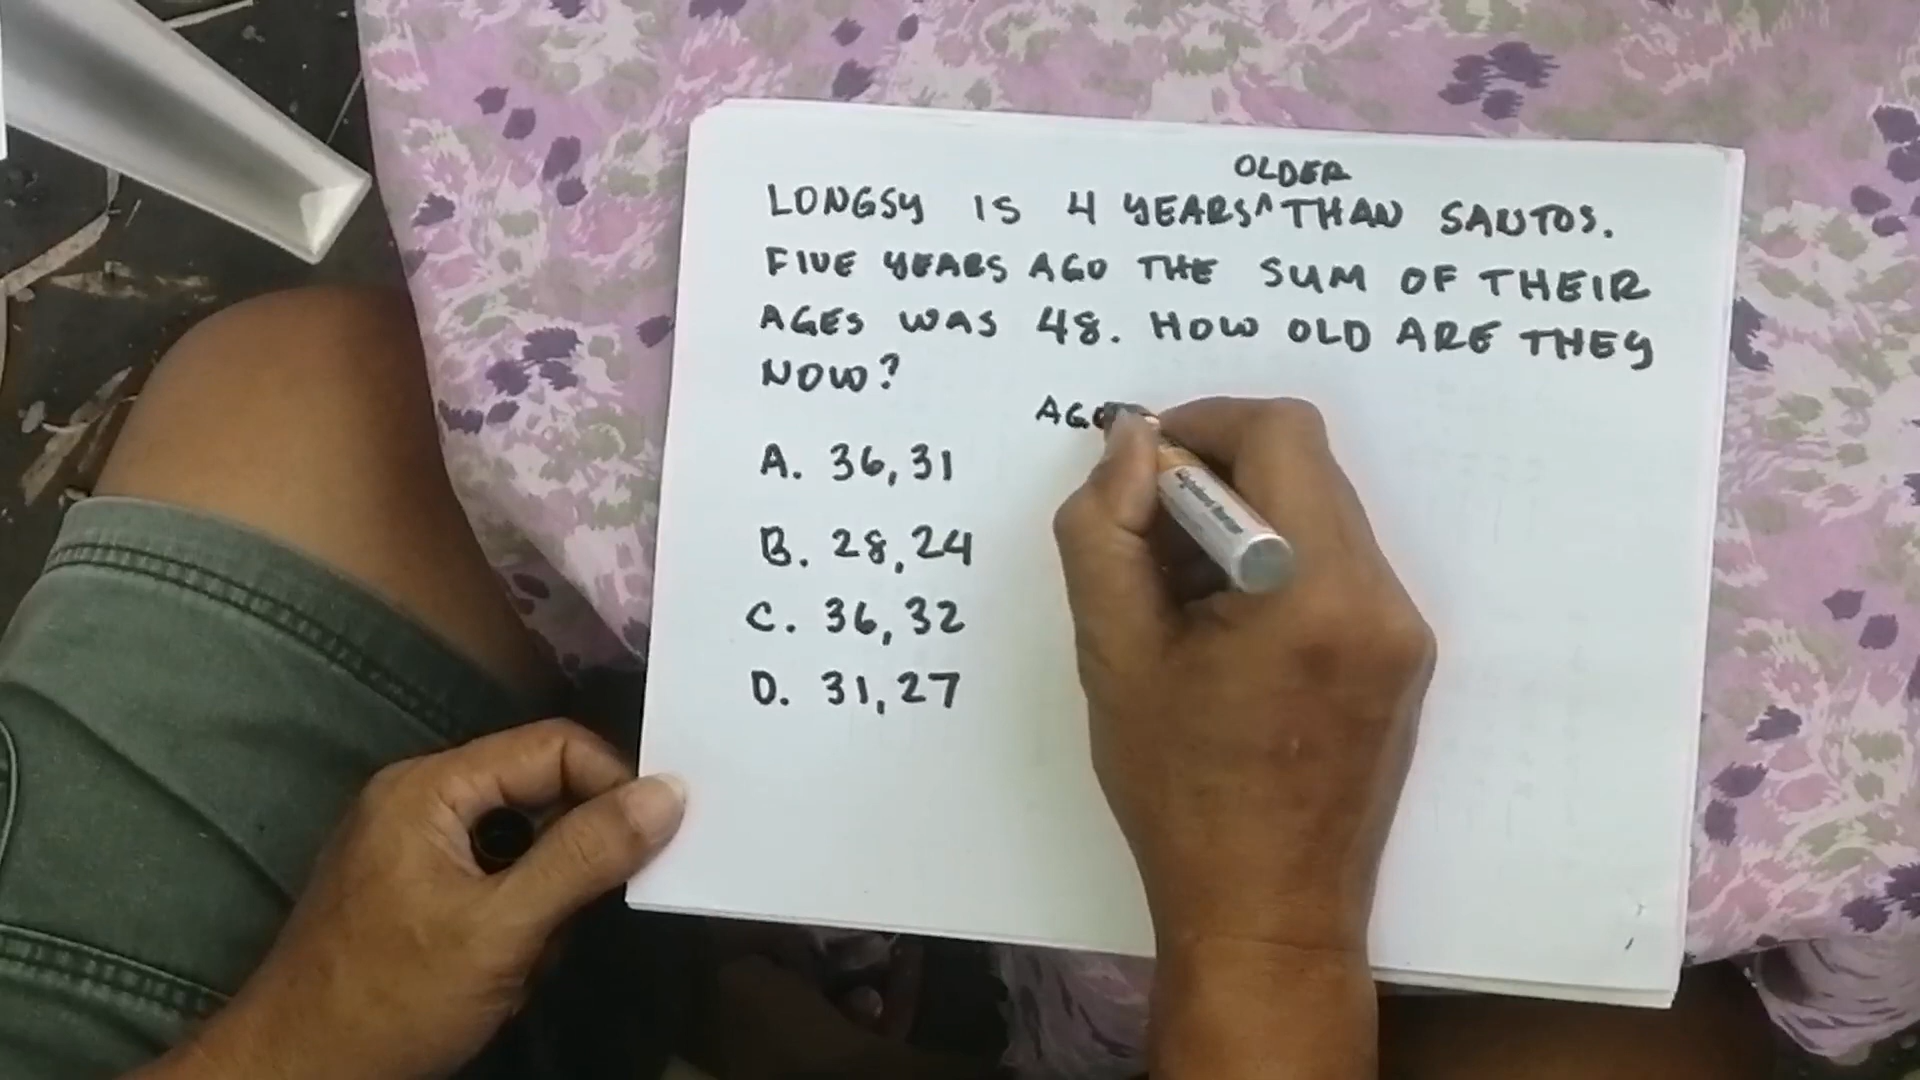 OLDER
LONGSY IS 4 YEARS^THAN SANTOS.
FIVE YEARS AGO THE SUM OF THEIR
AGES WAS 48. HOW OLD ARE THEY
NOW?
AGO
A. 36,31
B. 28,24
C. 36,32
D. 31,27